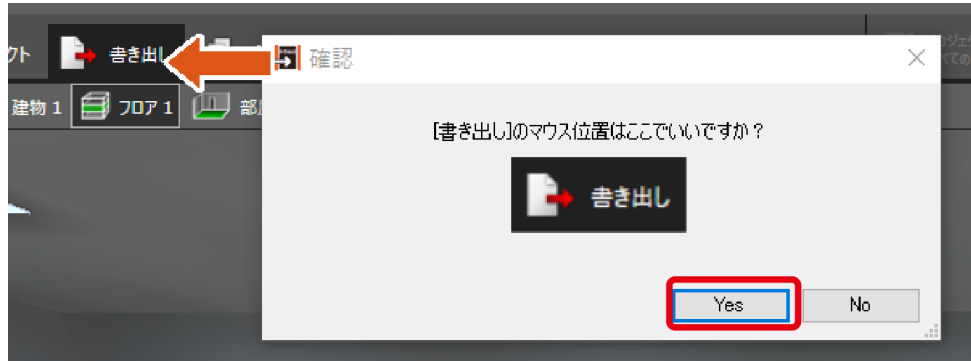 クト
書き出し
確認
建物 1
フロア 1
[書き出し]のマウス位置はここでいいですか？
書き出し
Yes
No